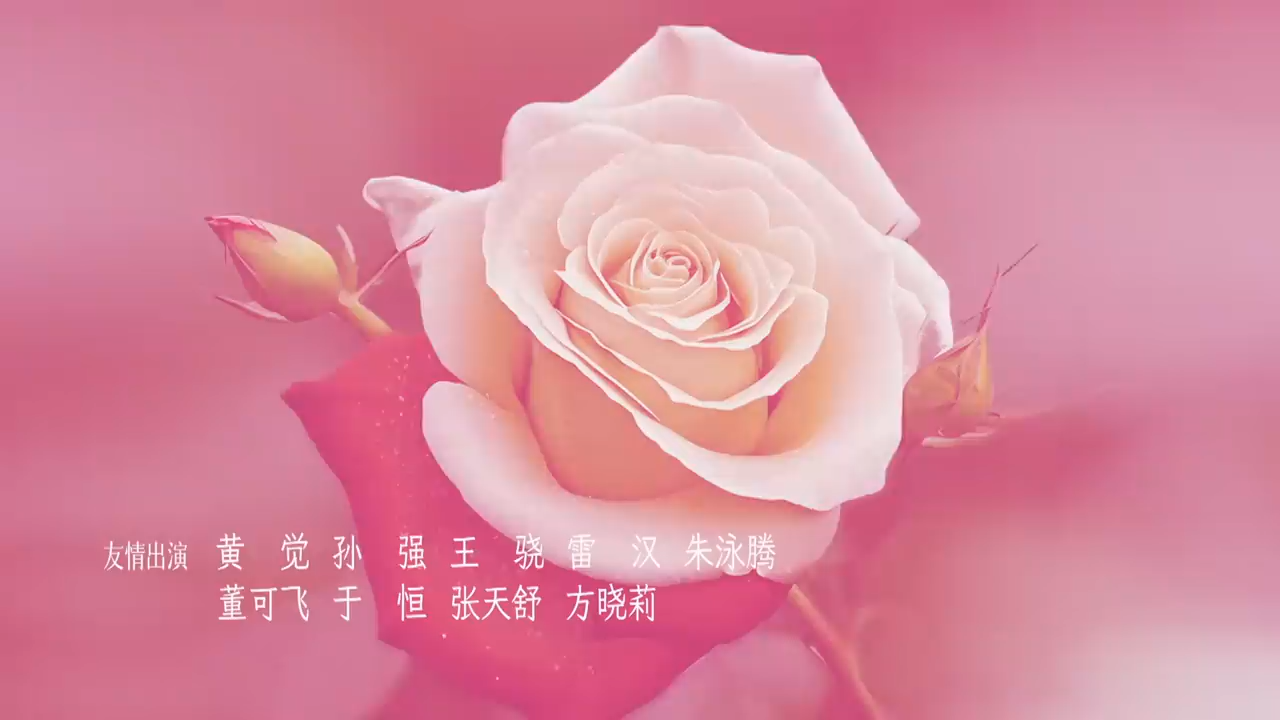 友情出演 黄 觉 孙 强 王 骁 雷 汉 朱泳腾
董可飞 于 恒 张天舒 方晓莉